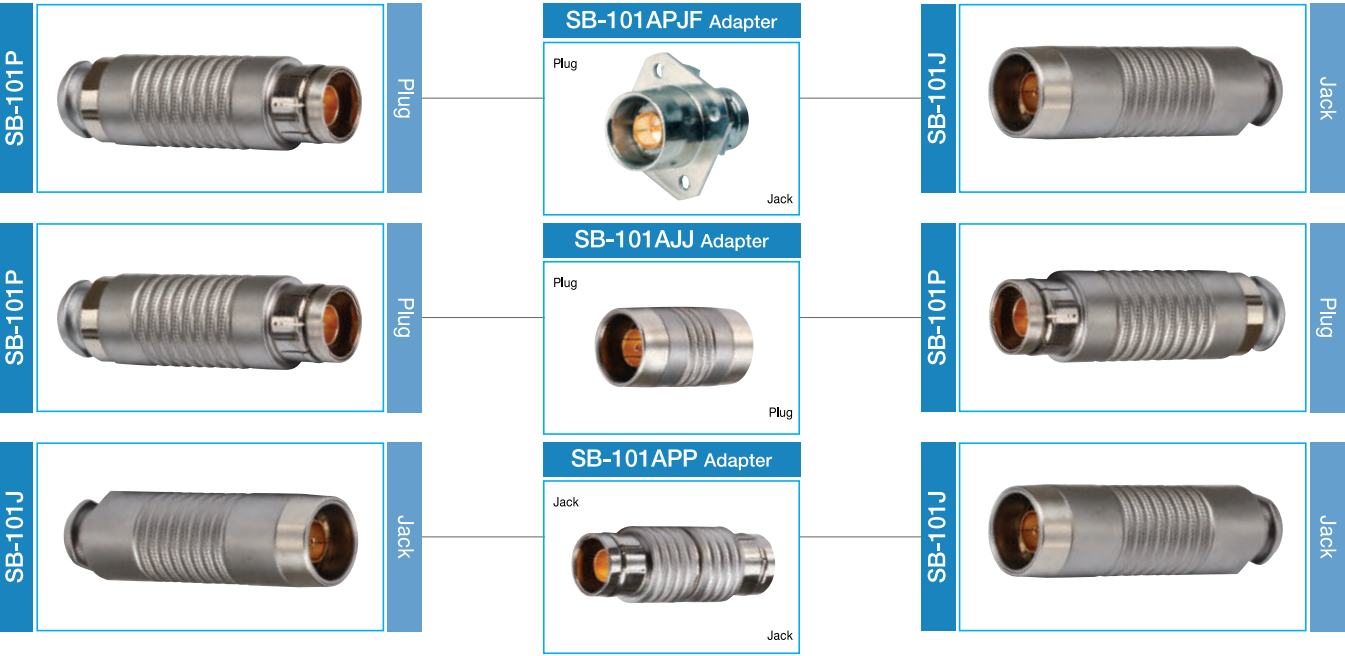 SB-101P
Plug
SB-101APJF Adapter
Plug
Jack
SB-101J
Jack
SB-101P
Plug
SB-101AJJ Adapter
Plug
Plug
SB-101P
Plug
SB-101J
Jack
SB-101APP Adapter
Jack
Jack
SB-101J
Jack